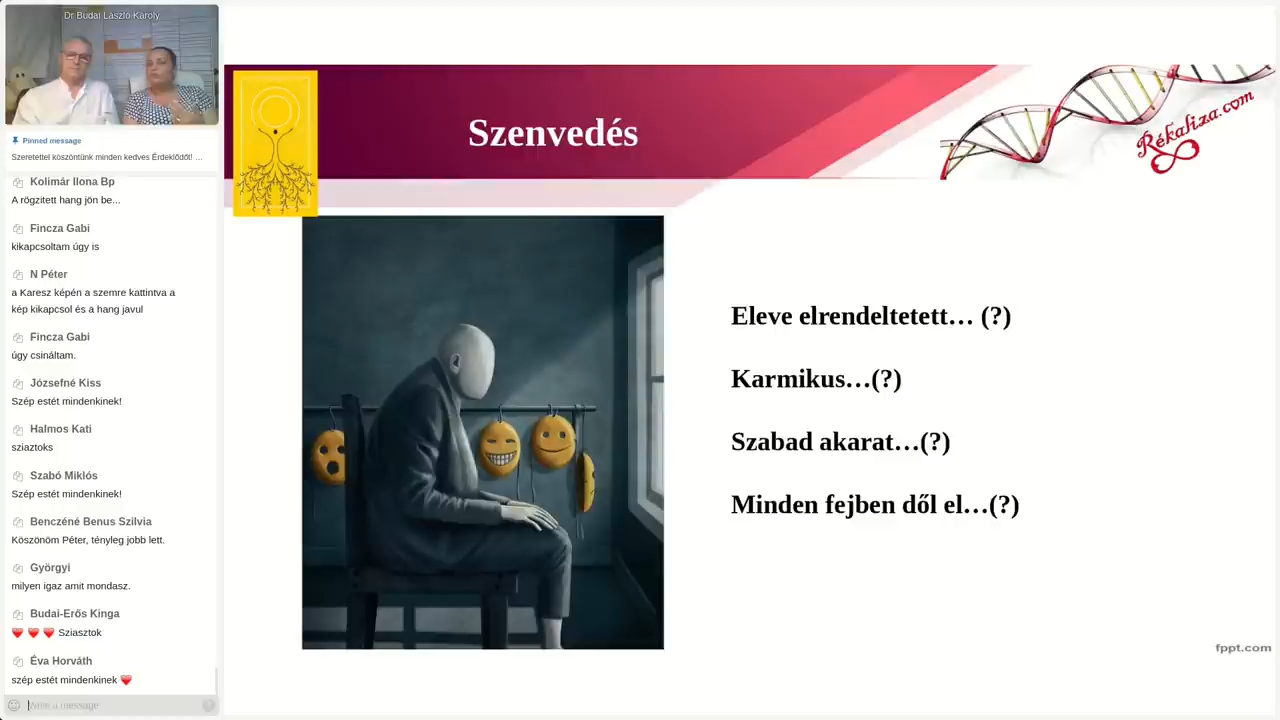 Dr Budai László Károly
Pinned message
Szeretettel köszöntünk minden kedves Érdeklődőt! ...
Kolimár Ilona Bp
A rögzitett hang jön be...
Fincza Gabi
kikapcsoltam úgy is
N Péter
a Karesz képén a szemre kattintva a
kép kikapcsol és a hang javul
Fincza Gabi
úgy csináltam.
Józsefné Kiss
Szép estét mindenkinek!
Halmos Kati
sziaztoks
Szabó Miklós
Szép estét mindenkinek!
Benczéné Benus Szilvia
Köszönöm Péter, tényleg jobb lett.
Györgyi
milyen igaz amit mondasz.
Budai-Erős Kinga
❤️ ❤️ ❤️ Sziasztok
Éva Horváth
szép estét mindenkinek ❤️
Write a message
Szenvedés
Rékaliza.com
Eleve elrendeltetett… (?)
Karmikus…(?)
Szabad akarat…(?)
Minden fejben dől el…(?)
fppt.com